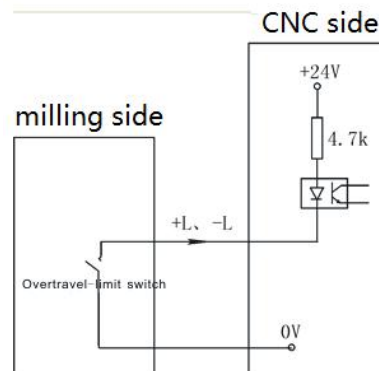 CNC side
+24V
milling side
4.7k
+L、-L
Overtravel-limit switch
0V